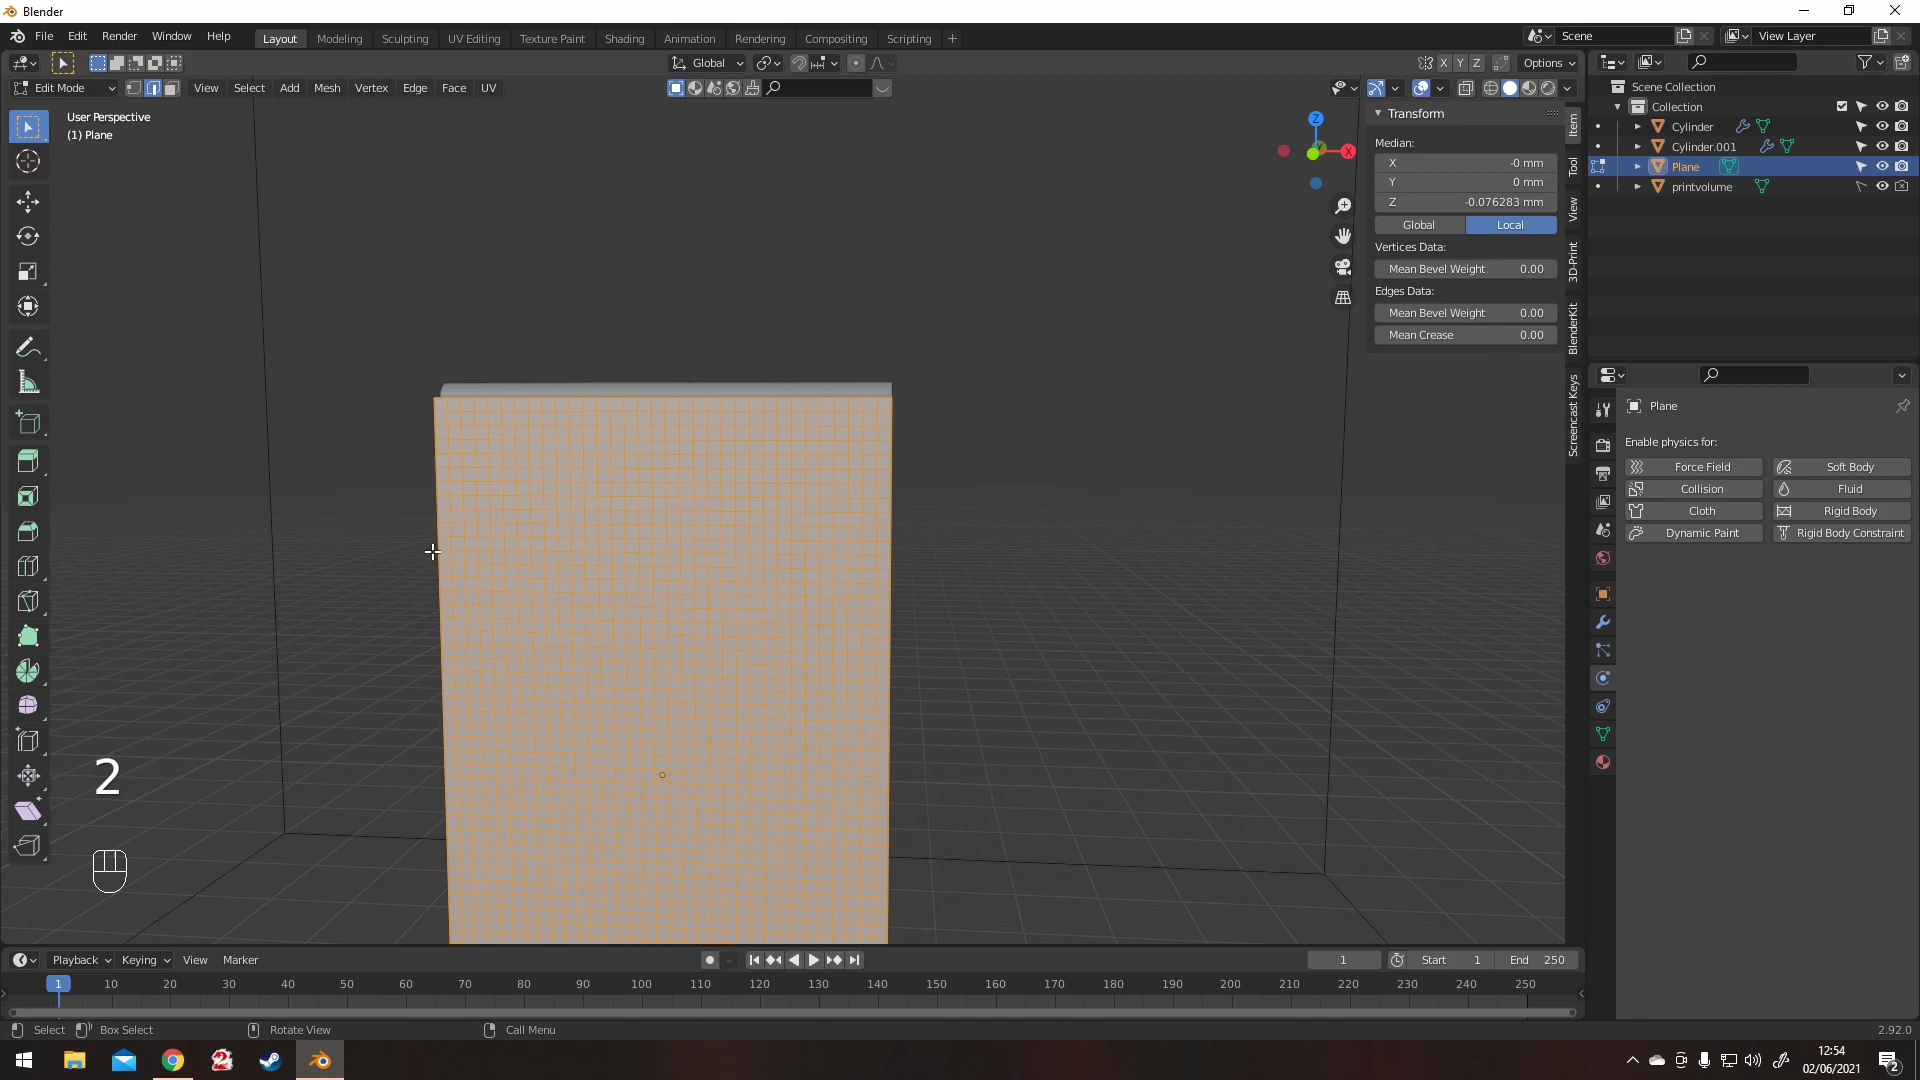 Blender
File Edit Render Window Help
Layout Modeling Sculpting UV Editing Texture Paint Shading Animation Rendering Compositing Scripting +
Scene
View Layer
Global
X Y Z Options
Edit Mode View Select Add Mesh Vertex Edge Face UV
User Perspective
(1) Plane
Z
Y
X
Transform
Median:
X -0 mm
Y 0 mm
Z -0.076283 mm
Global Local
Vertices Data:
Mean Bevel Weight 0.00
Edges Data:
Mean Bevel Weight 0.00
Mean Crease 0.00
Item
Tool
View
3D-Print
BlenderKit
Screencast Keys
Scene Collection
Collection
Cylinder
Cylinder.001
Plane
printvolume
Plane
Enable physics for:
Force Field Soft Body
Collision Fluid
Cloth Rigid Body
Dynamic Paint Rigid Body Constraint
2
Playback Keying View Marker
1 Start 1 End 250
1 10 20 30 40 50 60 70 80 90 100 110 120 130 140 150 160 170 180 190 200 210 220 230 240 250
Select Box Select Rotate View Call Menu
2.92.0
12:54
02/06/2021
2